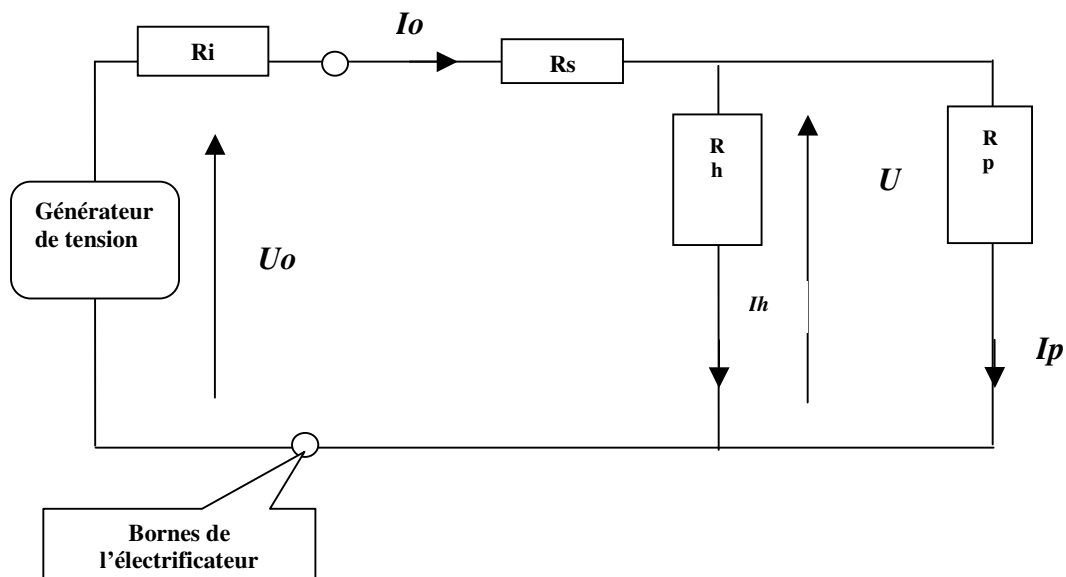 Io
Ri
Rs
R
h
R
p
U
Générateur
de tension
Uo
Ih
Ip
Bornes de
l’électrificateur